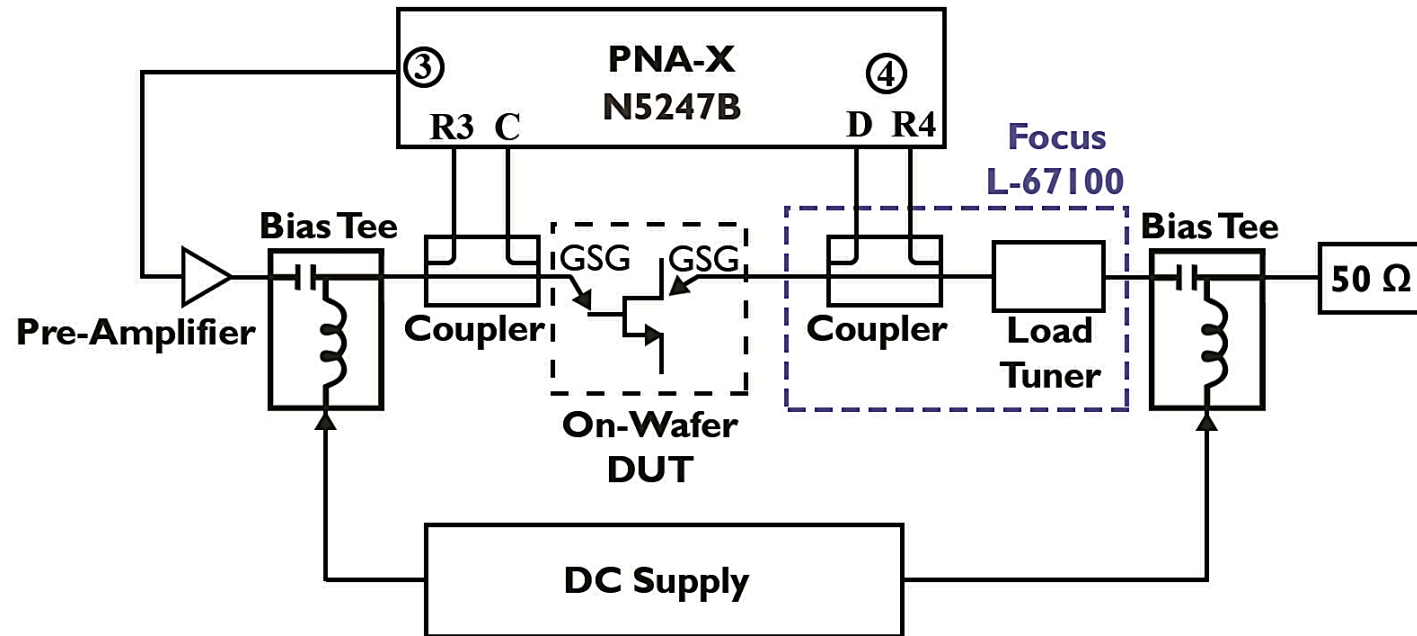 ③
PNA-X
N5247B
④
R3 C
D R4
Focus
L-67100
Bias Tee
GSG
GSG
Bias Tee
50 Ω
Pre-Amplifier
Coupler
Coupler
Load
Tuner
On-Wafer
DUT
DC Supply